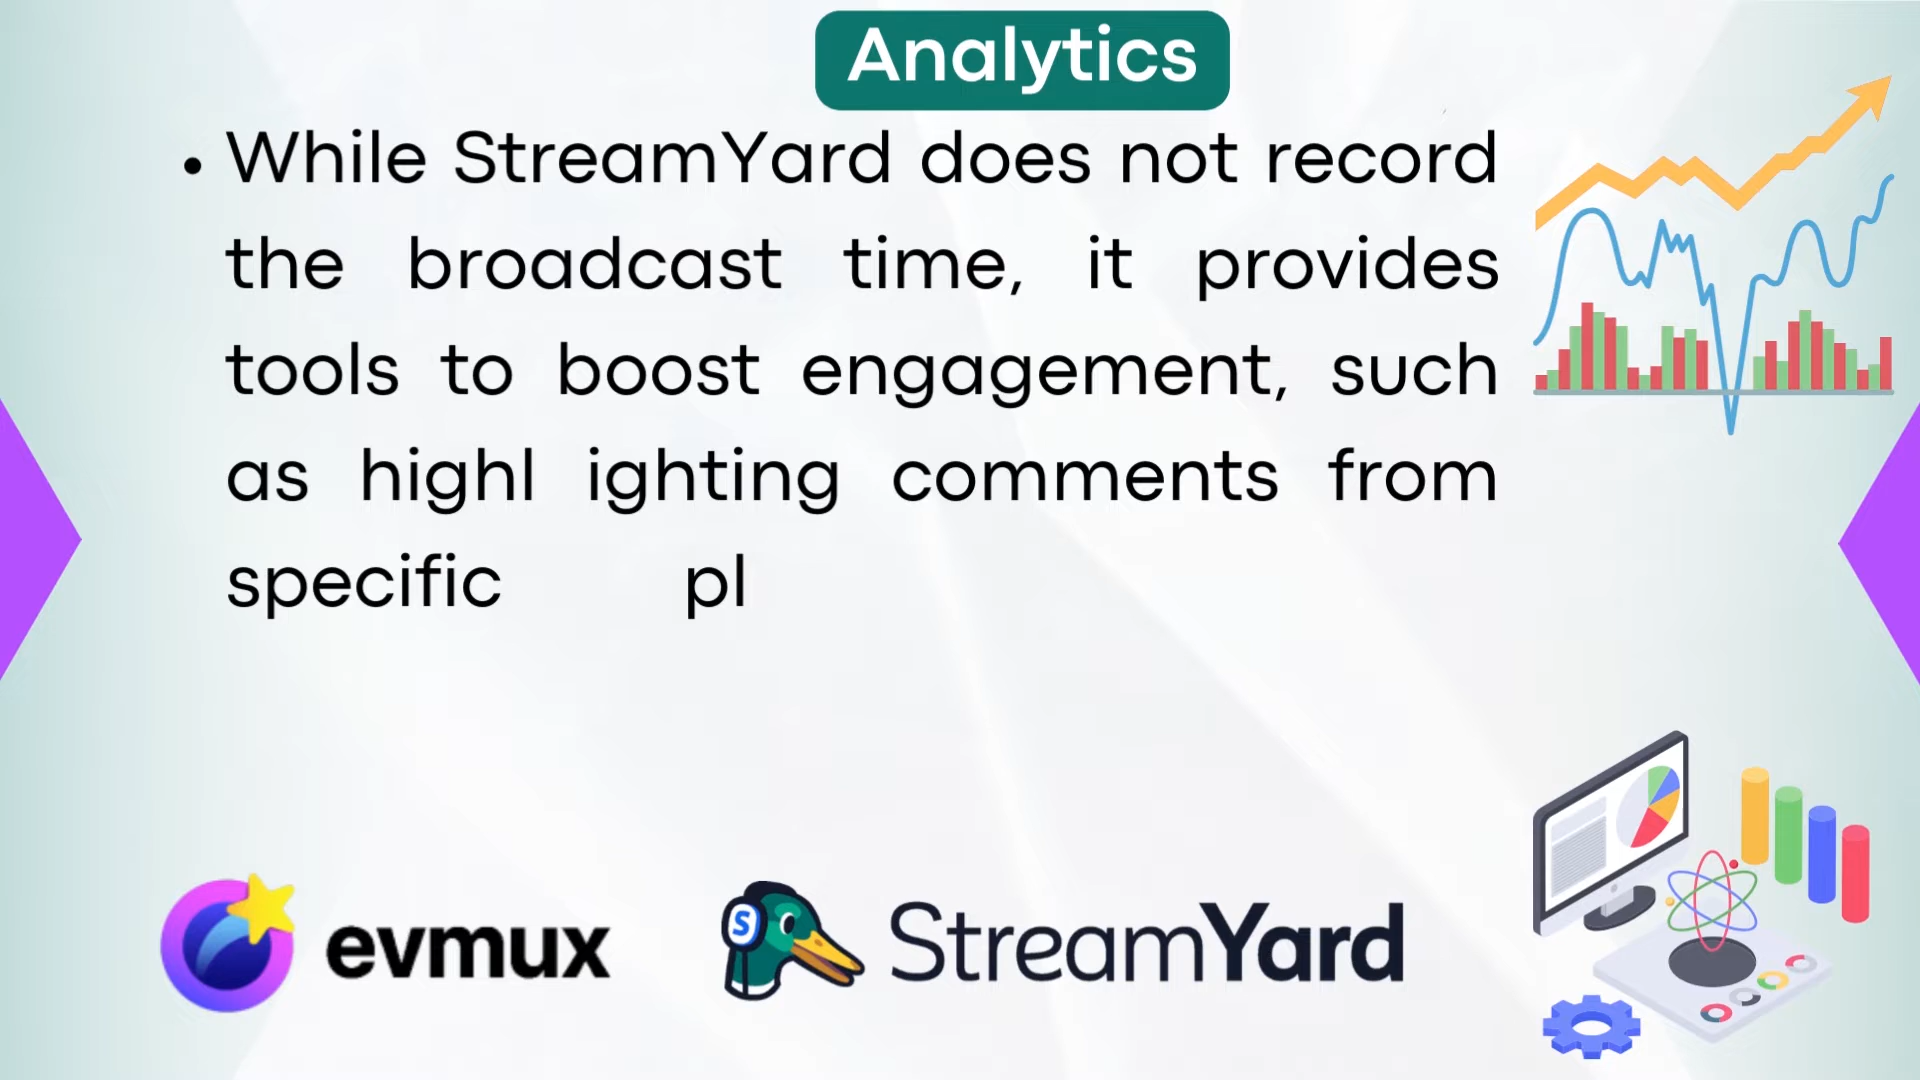 Analytics
• While StreamYard does not record
the broadcast time, it provides
tools to boost engagement, such
as highl ighting comments from
specific pl
evmux
S
StreamYard